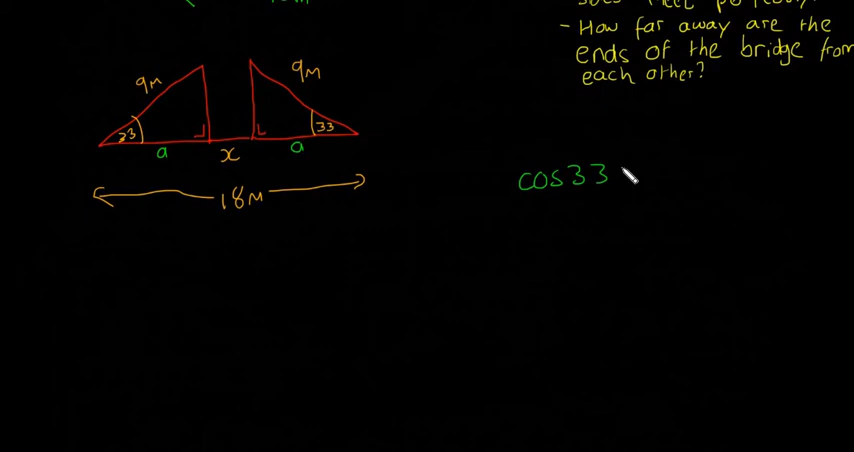 - How far away are the
ends of the bridge from
each other?
9M
9M
33
33
a
x
a
18M
cos33